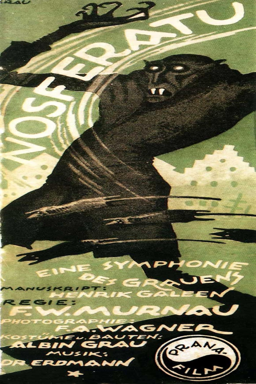 GRAU
NOSFERATU
EINE SYMPHONIE
DES GRAUENS
MANUSKRIPT:
HENRIK GALEEN
REGIE:
F.W. MURNAU
PHOTOGRAPHIE:
F.A. WAGNER
KOSTÜME U. BAUTEN:
ALBIN GRAU
MUSIK:
DR ERDMANN
PRANA-
FILM